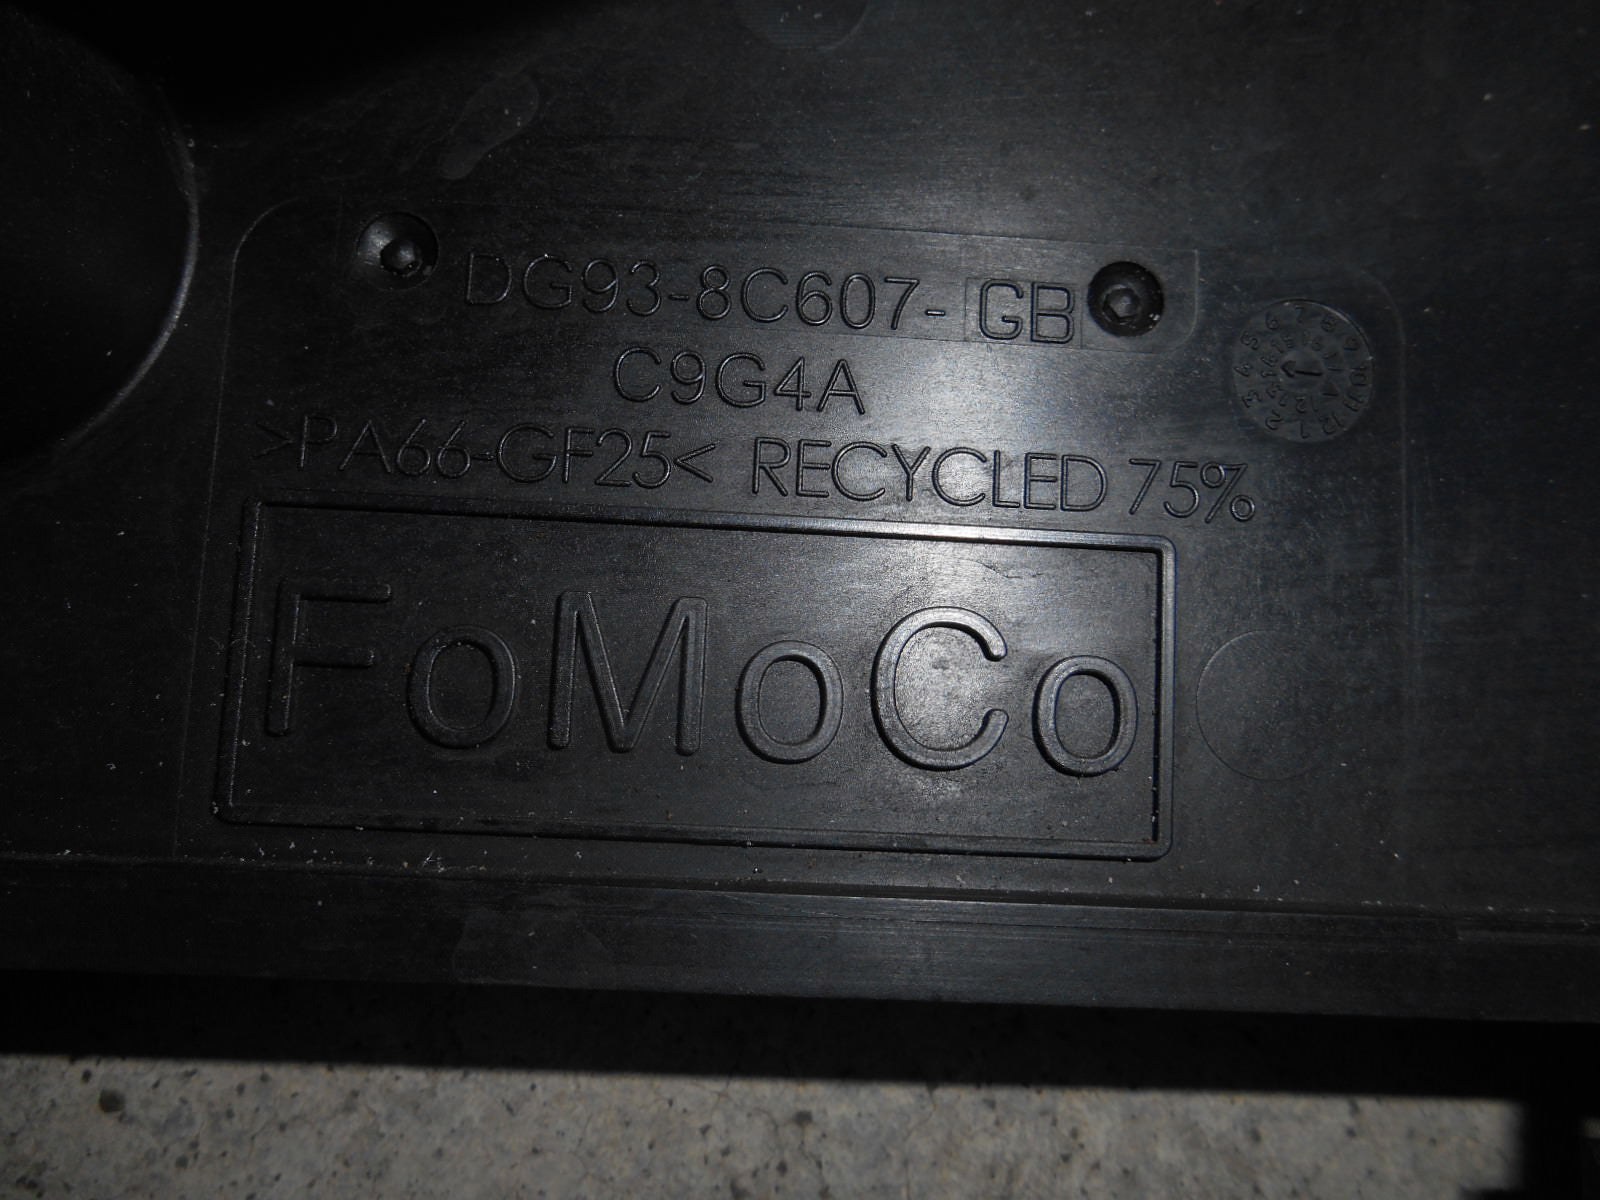 DG93-8C607-GB
C9G4A
>PA66-GF25< RECYCLED 75%
FoMoCo